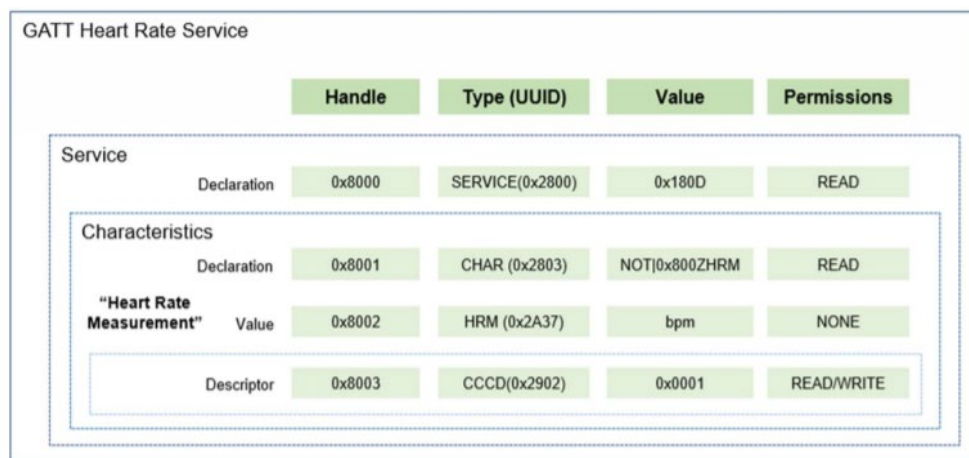 GATT Heart Rate Service
Handle Type (UUID) Value Permissions
Service
Declaration 0x8000 SERVICE(0x2800) 0x180D READ
Characteristics
Declaration 0x8001 CHAR (0x2803) NOT|0x800ZHRM READ
“Heart Rate
Measurement” Value 0x8002 HRM (0x2A37) bpm NONE
Descriptor 0x8003 CCCD(0x2902) 0x0001 READ/WRITE